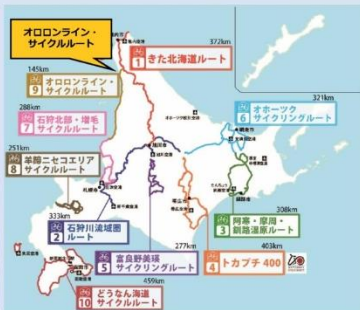 オロロンライン・
サイクルルート
372km
1 きた北海道ルート
145km
9 オロロンライン・
サイクルルート
288km
7 石狩北部・増毛
サイクルルート
251km
8 羊蹄ニセコエリア
サイクルルート
321km
6 オホーツク
サイクリングルート
333km
2 石狩川流域圏
ルート
308km
3 阿寒・摩周・
釧路湿原ルート
277km
5 富良野美瑛
サイクリングルート
403km
4 トカプチ 400
459km
10 どうなん海道
サイクルルート